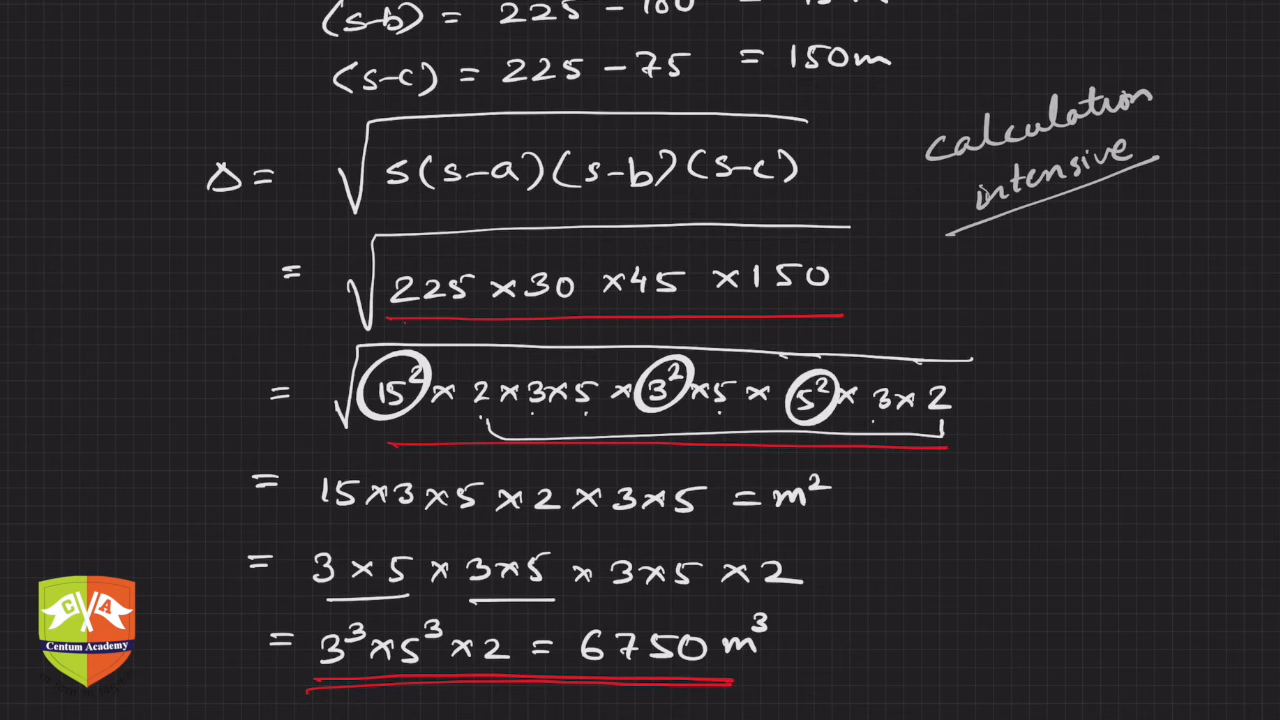 (s-b) = 225 - 180
(s-c) = 225 - 75 = 150m
Δ = √s(s-a)(s-b)(s-c)
calculation
intensive
= √225 × 30 × 45 × 150
= √15² × 2 × 3 × 5 × 3² × 5 × 5² × 3 × 2
= 15 × 3 × 5 × 2 × 3 × 5 = m²
= 3 × 5 × 3 × 5 × 3 × 5 × 2
= 3³ × 5³ × 2 = 6750 m³
C A
Centum Academy